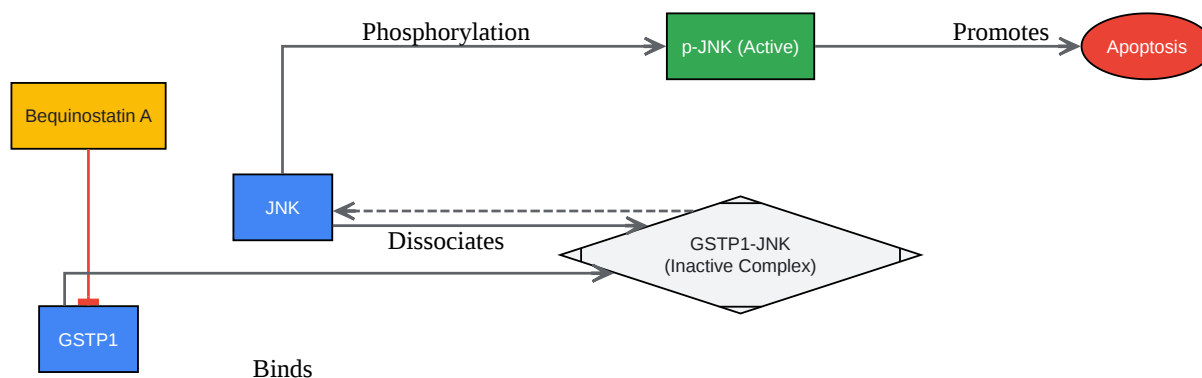 Phosphorylation
p-JNK (Active)
Promotes
Apoptosis
Bequinostatin A
JNK
Dissociates
GSTP1-JNK
(Inactive Complex)
GSTP1
Binds